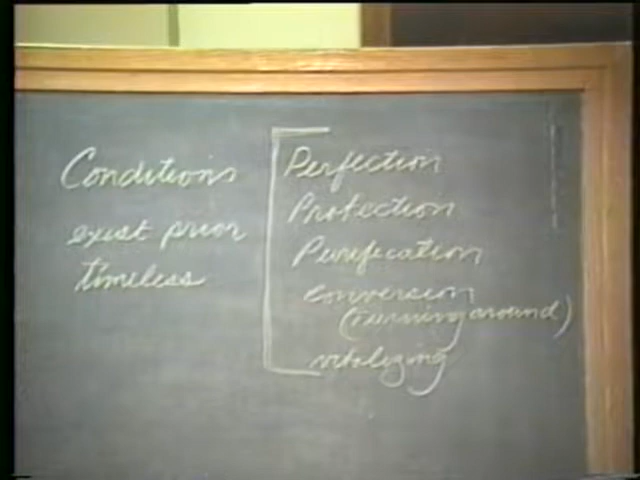 Conditions
exist prior
timeless
Perfection
Protection
Purification
conversion
(turning around)
vitalizing